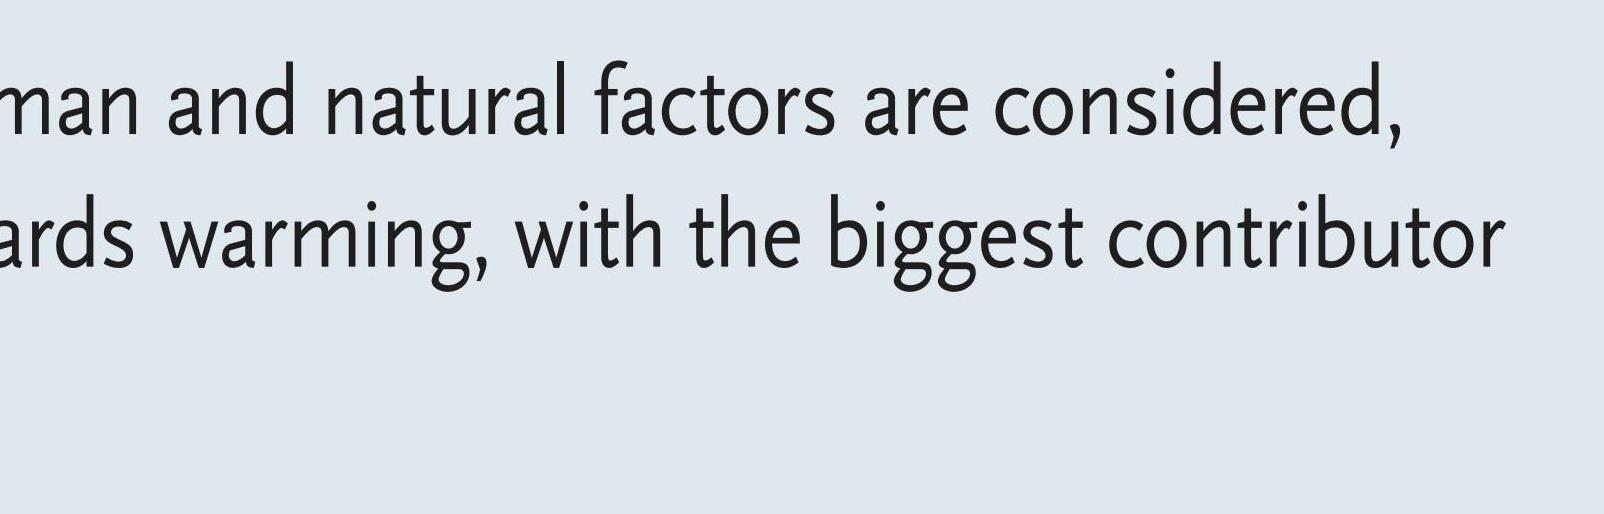 man and natural factors are considered,
ards warming, with the biggest contributor